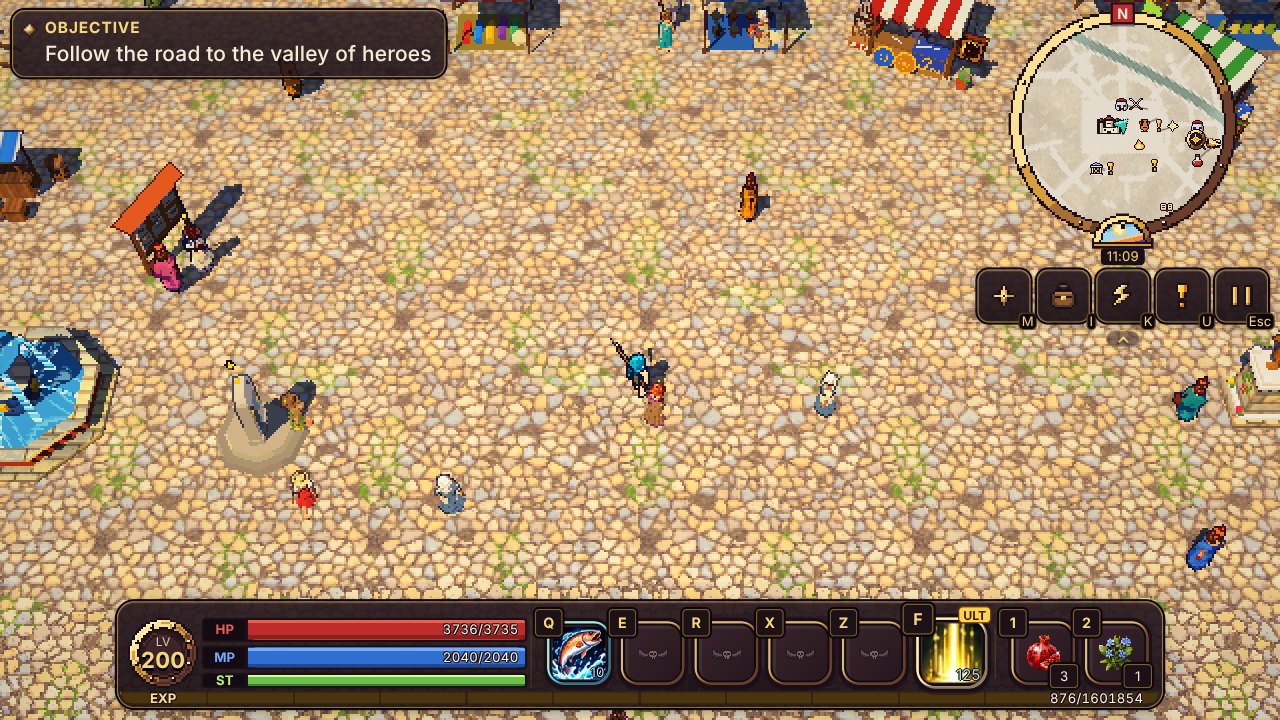 OBJECTIVE
Follow the road to the valley of heroes
N
11:09
M
I
K
U
Esc
LV
200
EXP
HP
3736/3735
MP
2040/2040
ST
Q
10
E
R
X
Z
F
ULT
125
1
3
2
1
876/1601854